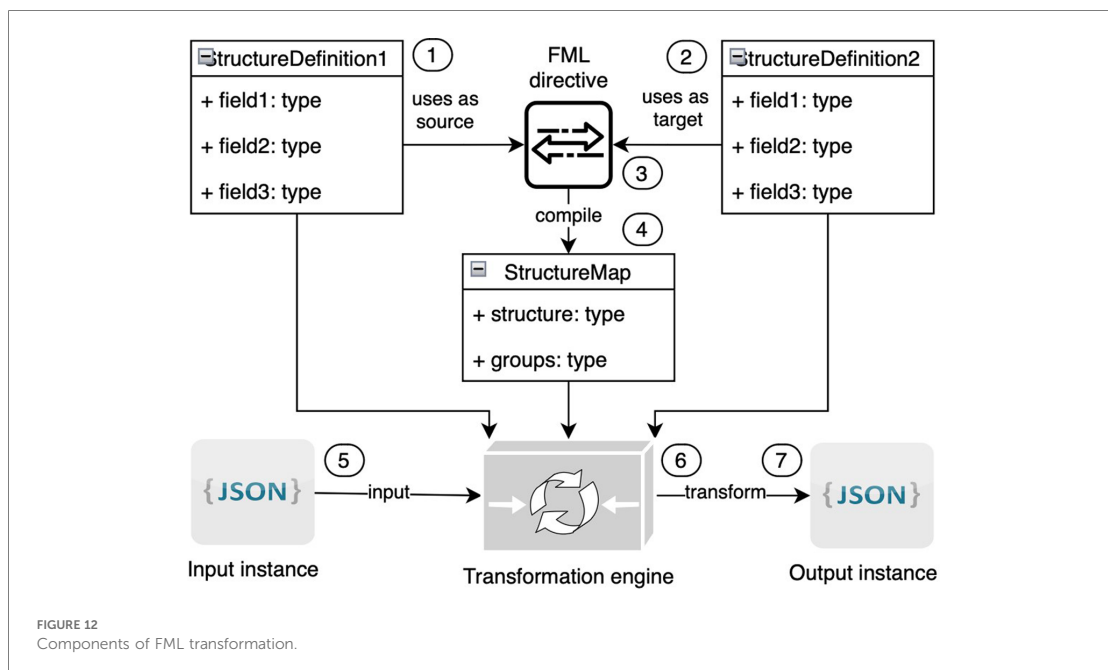 StructureDefinition1
+ field1: type
+ field2: type
+ field3: type
1
uses as
source
FML
directive
2
uses as
target
StructureDefinition2
+ field1: type
+ field2: type
+ field3: type
3
compile
4
StructureMap
+ structure: type
+ groups: type
{JSON}
Input instance
5
input
Transformation engine
6
transform
7
{JSON}
Output instance
FIGURE 12
Components of FML transformation.